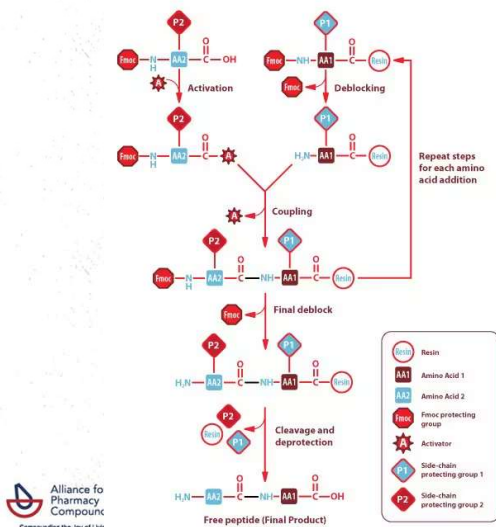 P2
P1
Fmoc N H AA2 C O OH
Fmoc NH AA1 C O Resin
A
Activation
Fmoc
Deblocking
P2
P1
Fmoc N H AA2 C O A
H₂N AA1 C O Resin
Repeat steps
for each amino
acid addition
A
Coupling
P2
P1
Fmoc N H AA2 C O NH AA1 C O Resin
Fmoc
Final deblock
P2
P1
H₂N AA2 C O NH AA1 C O Resin
P2
Resin
P1
Cleavage and
deprotection
H₂N AA2 C O NH AA1 C O OH
Free peptide (Final Product)
Resin Resin
AA1 Amino Acid 1
AA2 Amino Acid 2
Fmoc Fmoc protecting
group
A Activator
P1 Side-chain
protecting group 1
P2 Side-chain
protecting group 2
Alliance fo
Pharmacy
Compound